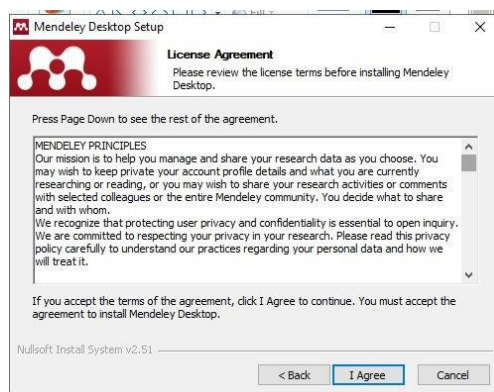 Mendeley Desktop Setup
License Agreement
Please review the license terms before installing Mendeley
Desktop.
Press Page Down to see the rest of the agreement.
MENDELEY PRINCIPLES
Our mission is to help you manage and share your research data as you choose. You
may wish to keep private your account profile details and what you are currently
researching or reading, or you may wish to share your research activities or comments
with selected colleagues or the entire Mendeley community. You decide what to share
and with whom.
We recognize that protecting user privacy and confidentiality is essential to open inquiry.
We are committed to respecting your privacy in your research. Please read this privacy
policy carefully to understand our practices regarding your personal data and how we
will treat it.
If you accept the terms of the agreement, click I Agree to continue. You must accept the
agreement to install Mendeley Desktop.
Nullsoft Install System v2.51
< Back I Agree Cancel